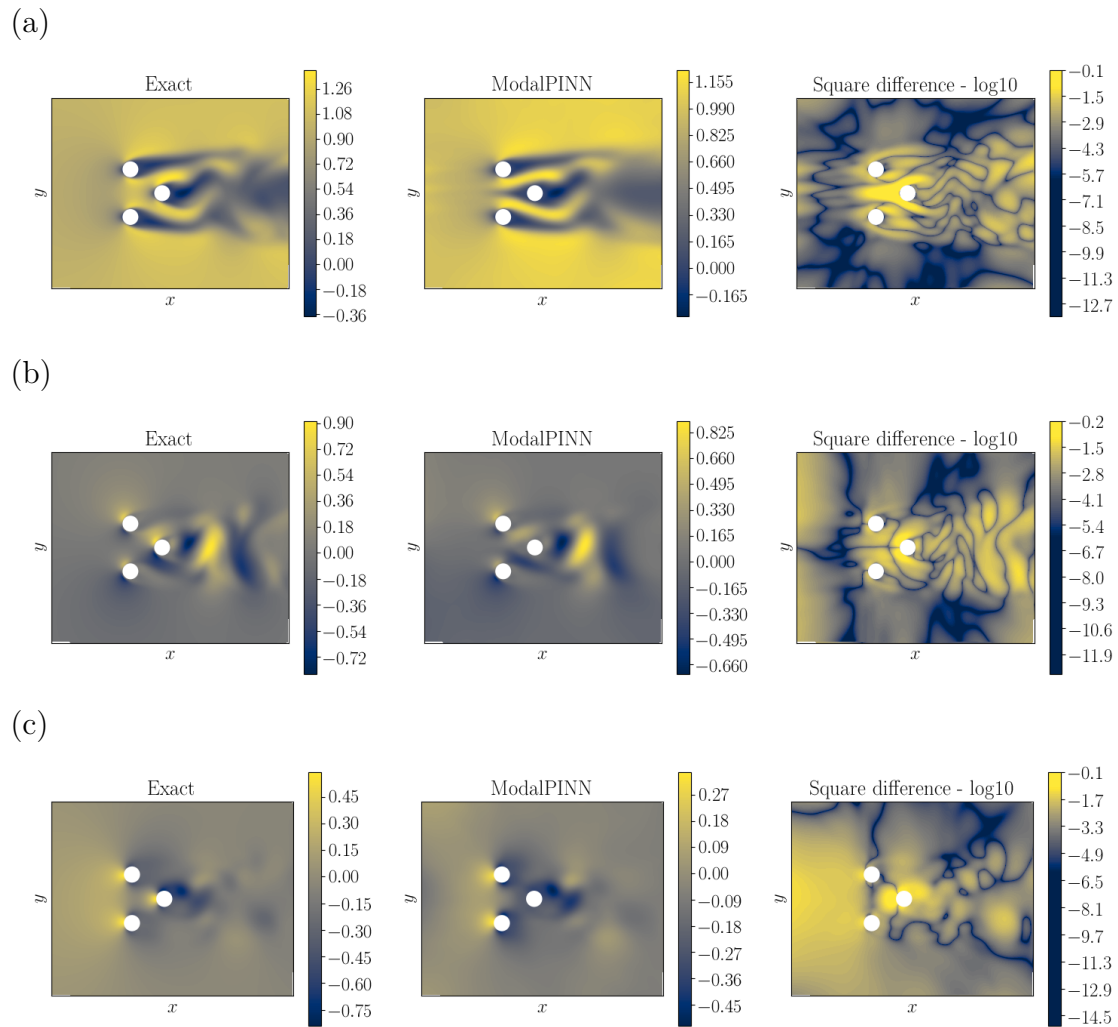 (a)
Exact
ModalPINN
Square difference - log10
1.26
1.08
0.90
0.72
0.54
0.36
0.18
0.00
−0.18
−0.36
1.155
0.990
0.825
0.660
0.495
0.330
0.165
0.000
−0.165
−0.1
−1.5
−2.9
−4.3
−5.7
−7.1
−8.5
−9.9
−11.3
−12.7
y
y
y
x
x
x
(b)
Exact
ModalPINN
Square difference - log10
0.90
0.72
0.54
0.36
0.18
0.00
−0.18
−0.36
−0.54
−0.72
0.825
0.660
0.495
0.330
0.165
0.000
−0.165
−0.330
−0.495
−0.660
−0.2
−1.5
−2.8
−4.1
−5.4
−6.7
−8.0
−9.3
−10.6
−11.9
y
y
y
x
x
x
(c)
Exact
ModalPINN
Square difference - log10
0.45
0.30
0.15
0.00
−0.15
−0.30
−0.45
−0.60
−0.75
0.27
0.18
0.09
0.00
−0.09
−0.18
−0.27
−0.36
−0.45
−0.1
−1.7
−3.3
−4.9
−6.5
−8.1
−9.7
−11.3
−12.9
−14.5
y
y
y
x
x
x